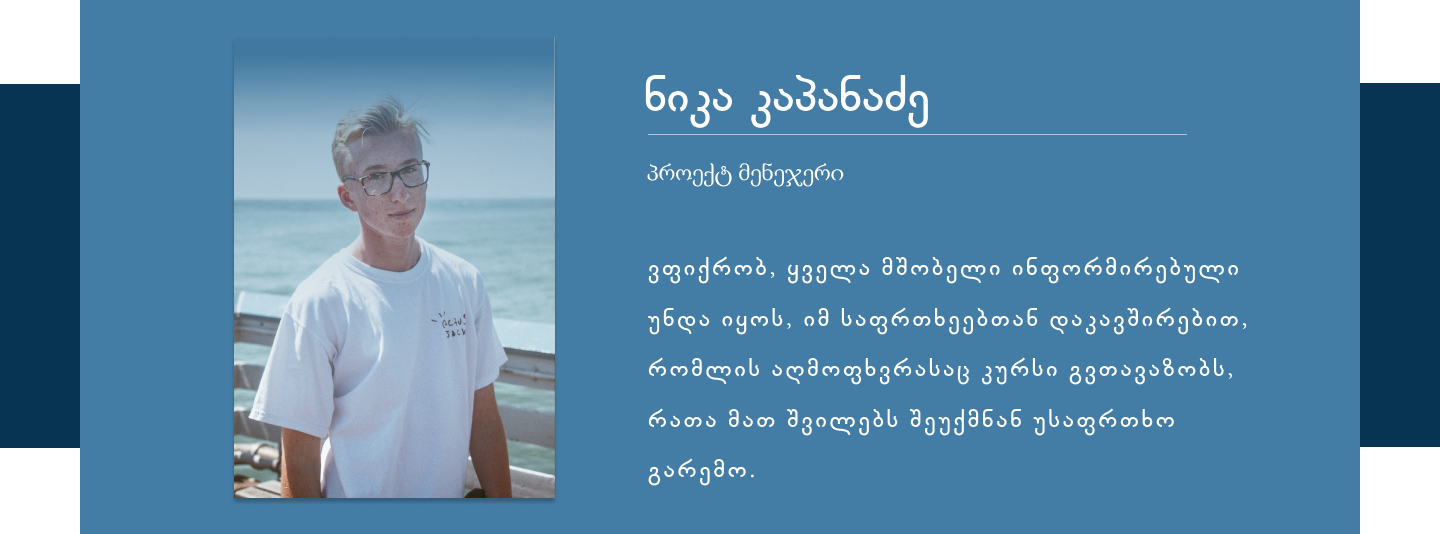 ნიკა კაპანაძე
პროექტ მენეჯერი
ვფიქრობ, ყველა მშობელი ინფორმირებული
უნდა იყოს, იმ საფრთხეებთან დაკავშირებით,
რომლის აღმოფხვრასაც კურსი გვთავაზობს,
რათა მათ შვილებს შეუქმნან უსაფრთხო
გარემო.